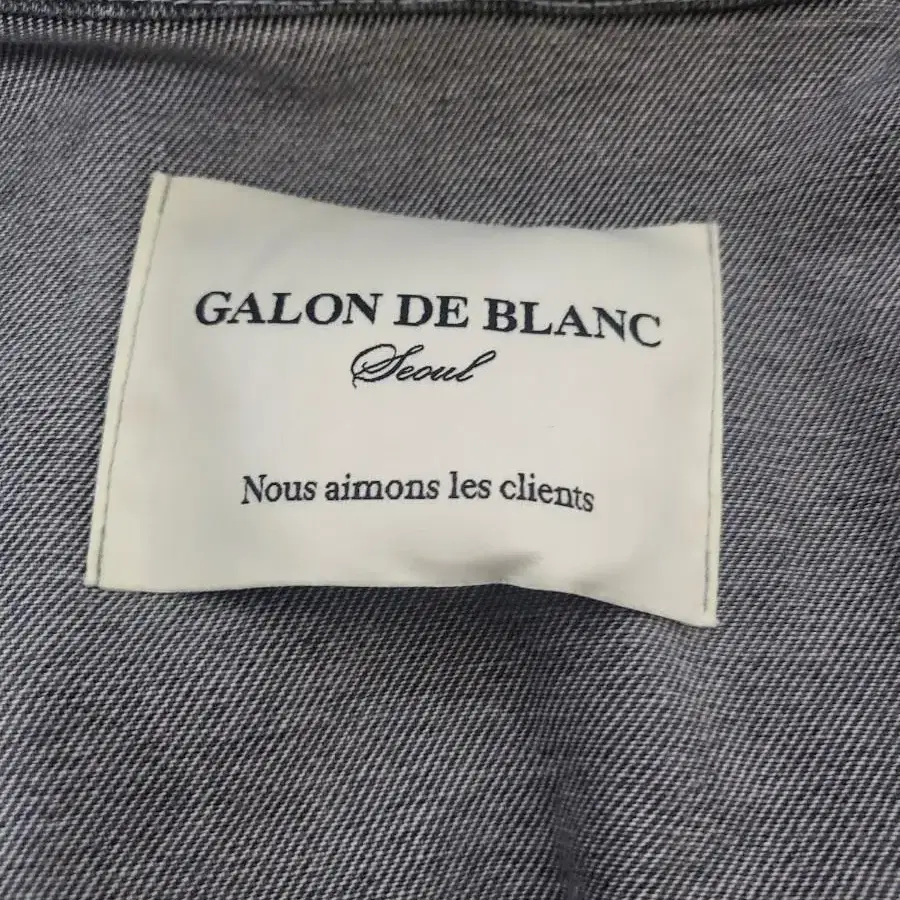 GALON DE BLANC
Seoul
Nous aimons les clients